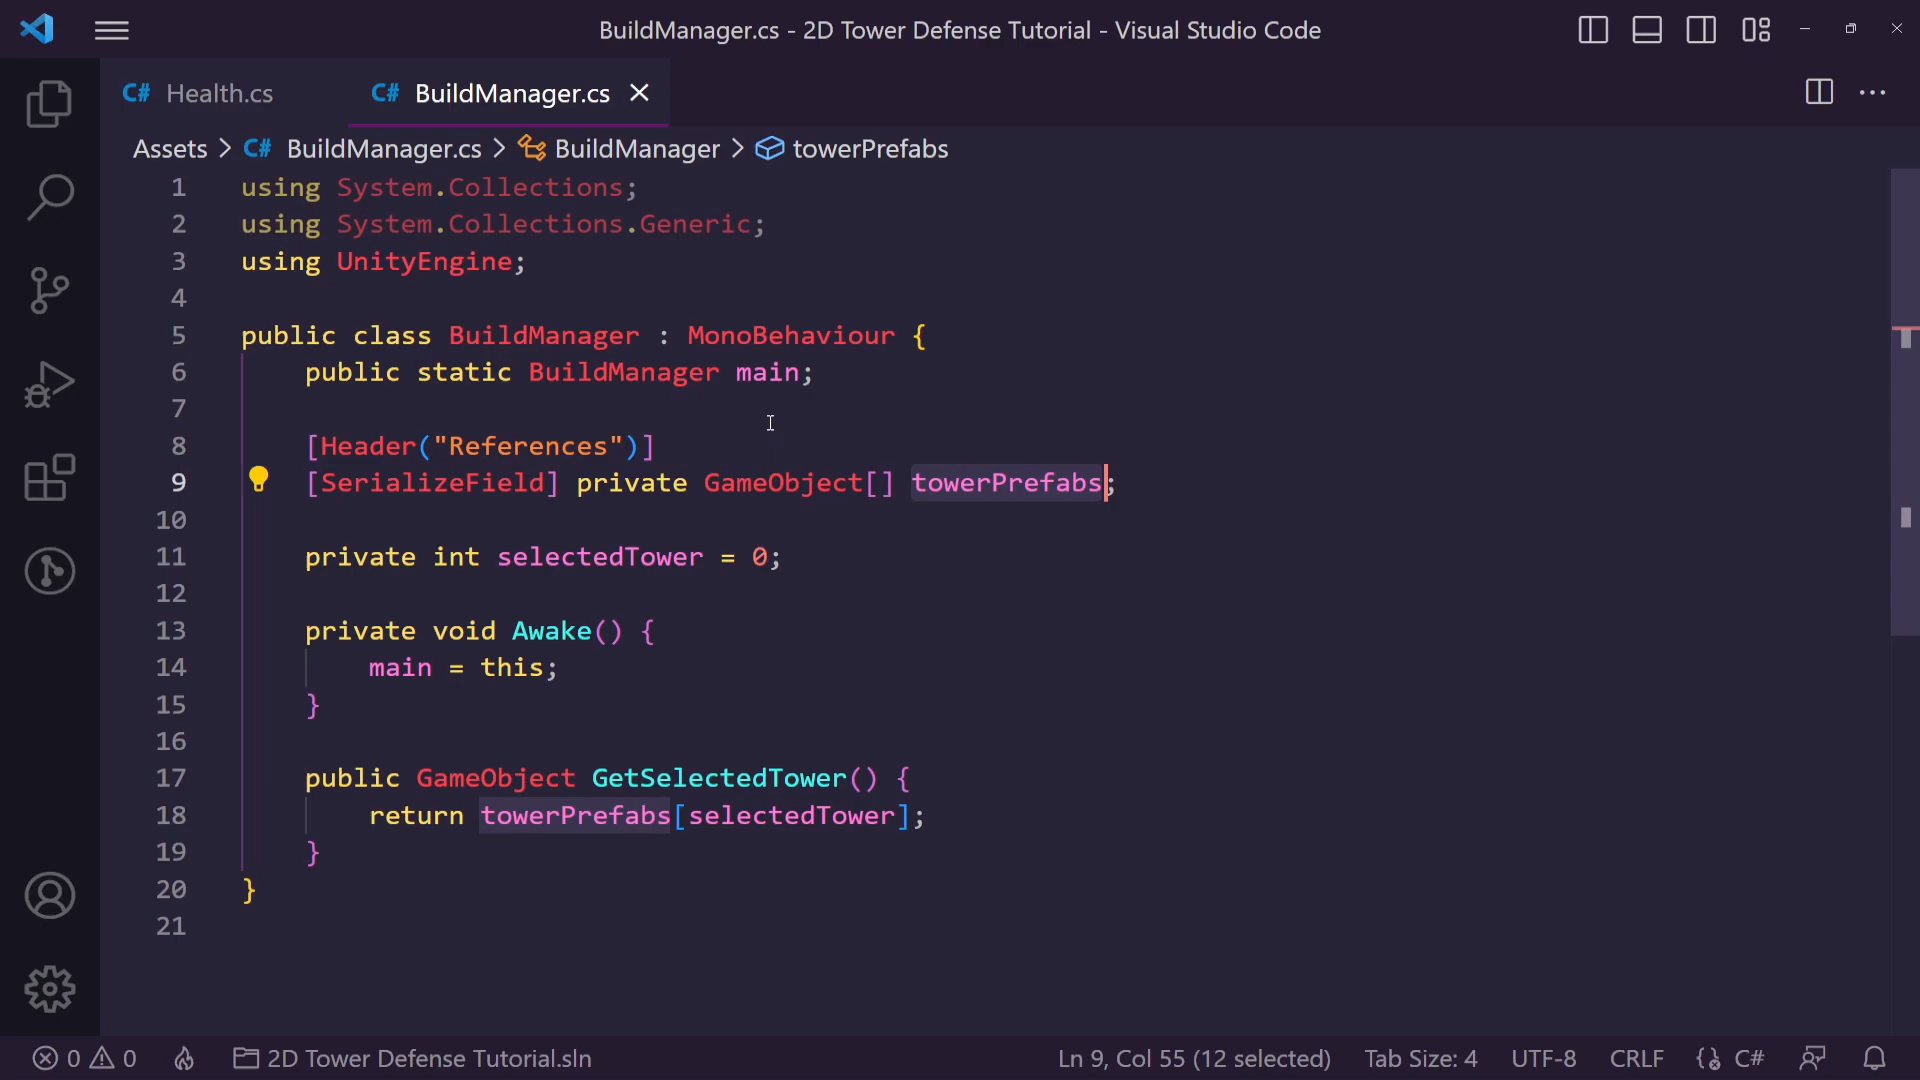 BuildManager.cs - 2D Tower Defense Tutorial - Visual Studio Code
C# Health.cs
C# BuildManager.cs
Assets > C# BuildManager.cs > BuildManager > towerPrefabs
1 using System.Collections;
2 using System.Collections.Generic;
3 using UnityEngine;
4
5 public class BuildManager : MonoBehaviour {
6 public static BuildManager main;
7
8 [Header("References")]
9 [SerializeField] private GameObject[] towerPrefabs;
10
11 private int selectedTower = 0;
12
13 private void Awake() {
14 main = this;
15 }
16
17 public GameObject GetSelectedTower() {
18 return towerPrefabs[selectedTower];
19 }
20 }
21
0 0 2D Tower Defense Tutorial.sln Ln 9, Col 55 (12 selected) Tab Size: 4 UTF-8 CRLF C#